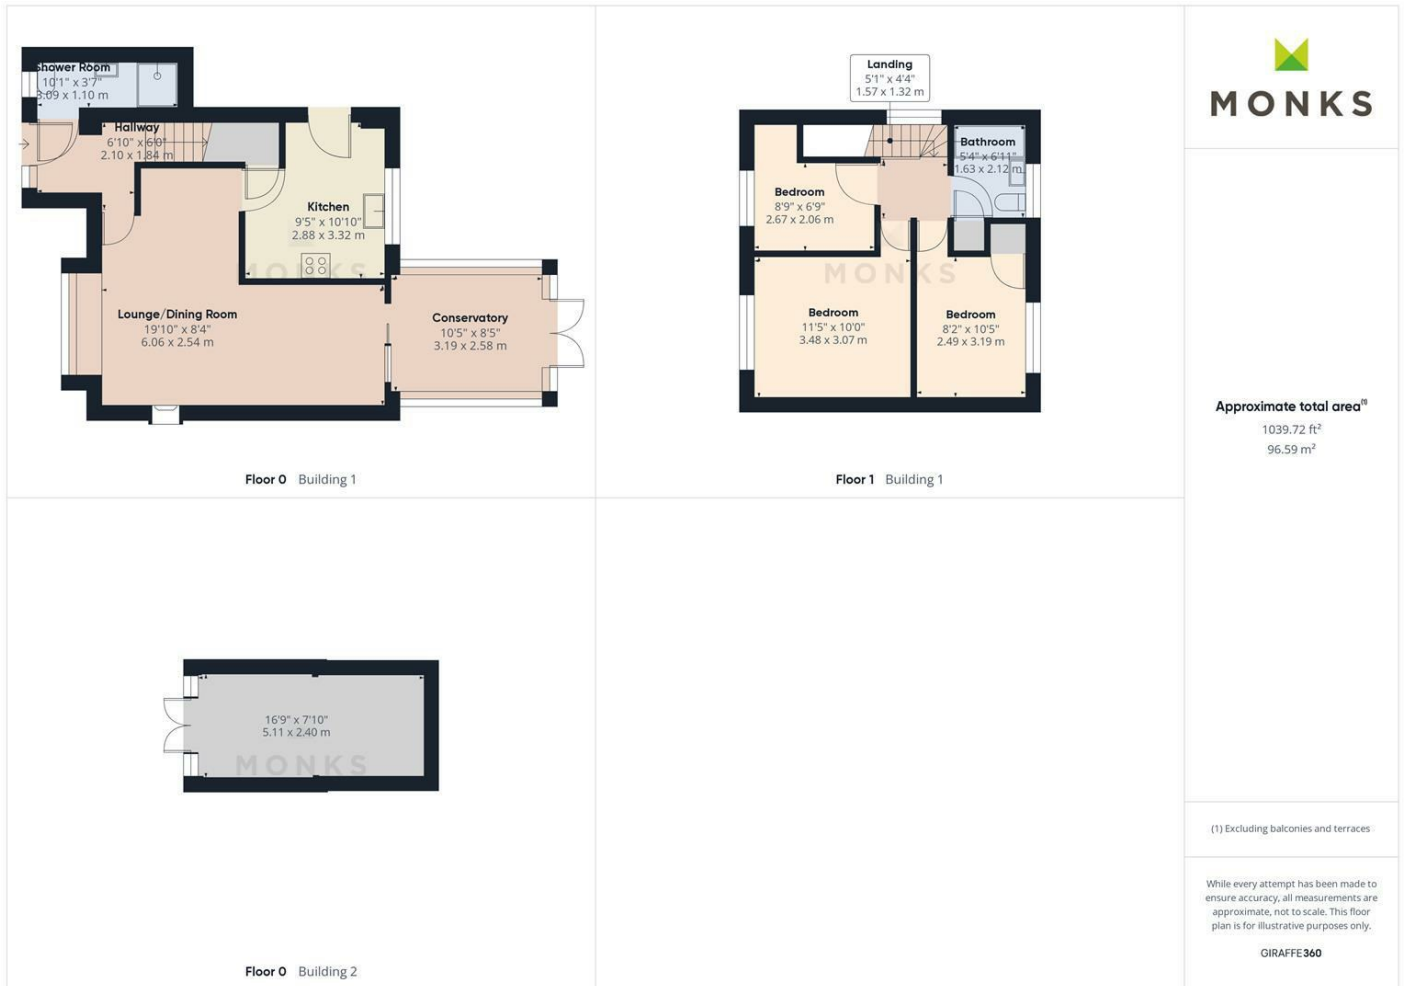 Shower Room
10'1" x 3'7"
3.09 x 1.10 m
Hallway
6'10" x 6'0"
2.10 x 1.84 m
Kitchen
9'5" x 10'10"
2.88 x 3.32 m
MONKS
Lounge/Dining Room
19'10" x 8'4"
6.06 x 2.54 m
Conservatory
10'5" x 8'5"
3.19 x 2.58 m
Floor 0 Building 1
Landing
5'1" x 4'4"
1.57 x 1.32 m
Bathroom
5'4" x 6'11"
1.63 x 2.12 m
Bedroom
8'9" x 6'9"
2.67 x 2.06 m
MONKS
Bedroom
11'5" x 10'0"
3.48 x 3.07 m
Bedroom
8'2" x 10'5"
2.49 x 3.19 m
Floor 1 Building 1
16'9" x 7'10"
5.11 x 2.40 m
MONKS
Floor 0 Building 2
MONKS
Approximate total area(1)
1039.72 ft²
96.59 m²
(1) Excluding balconies and terraces
While every attempt has been made to
ensure accuracy, all measurements are
approximate, not to scale. This floor
plan is for illustrative purposes only.
GIRAFFE360